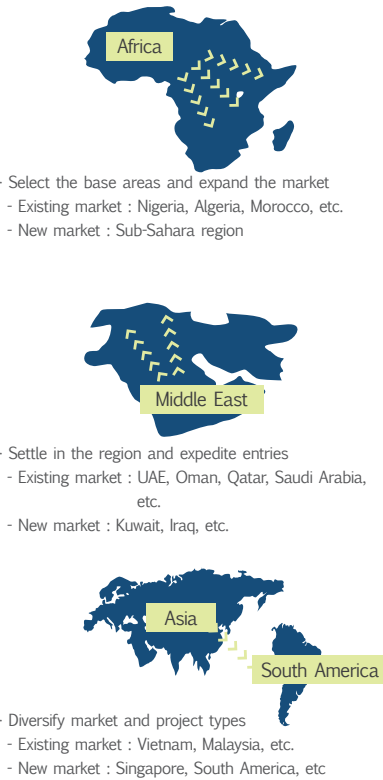 Africa
- Select the base areas and expand the market
- Existing market : Nigeria, Algeria, Morocco, etc.
- New market : Sub-Sahara region
Middle East
- Settle in the region and expedite entries
- Existing market : UAE, Oman, Qatar, Saudi Arabia,
etc.
- New market : Kuwait, Iraq, etc.
Asia
South America
- Diversify market and project types
- Existing market : Vietnam, Malaysia, etc.
- New market : Singapore, South America, etc